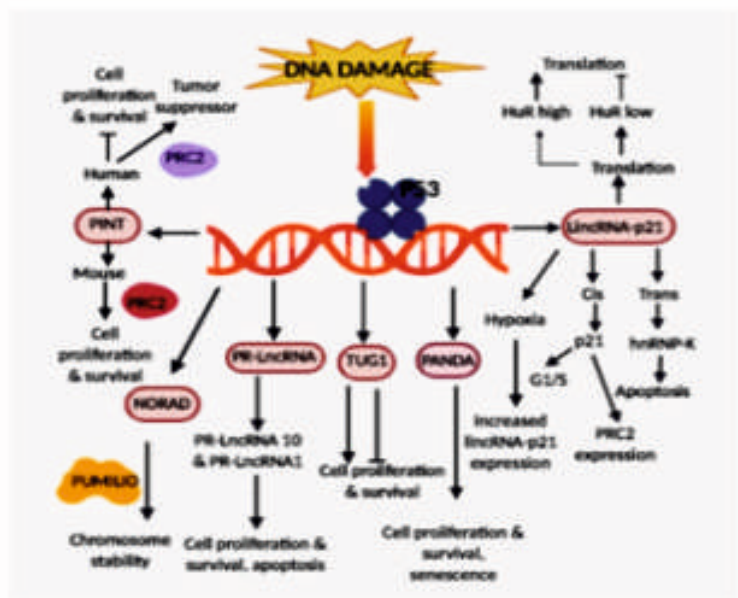 DNA DAMAGE
P53
Cell
proliferation
& survival
Tumor
suppressor
PRC2
Human
PINT
Mouse
PRC2
Cell
proliferation
& survival
NORAD
PUMILIO
Chromosome
stability
PR-LncRNA
PR-LncRNA 10
& PR-LncRNA1
Cell proliferation &
survival, apoptosis
TUG1
Cell proliferation
& survival
PANDA
Cell proliferation &
survival,
senescence
Translation
HuR high
HuR low
Translation
LincRNA-p21
Hypoxia
Increased
lincRNA-p21
expression
Cis
p21
G1/S
PRC2
expression
Trans
hnRNP-K
Apoptosis